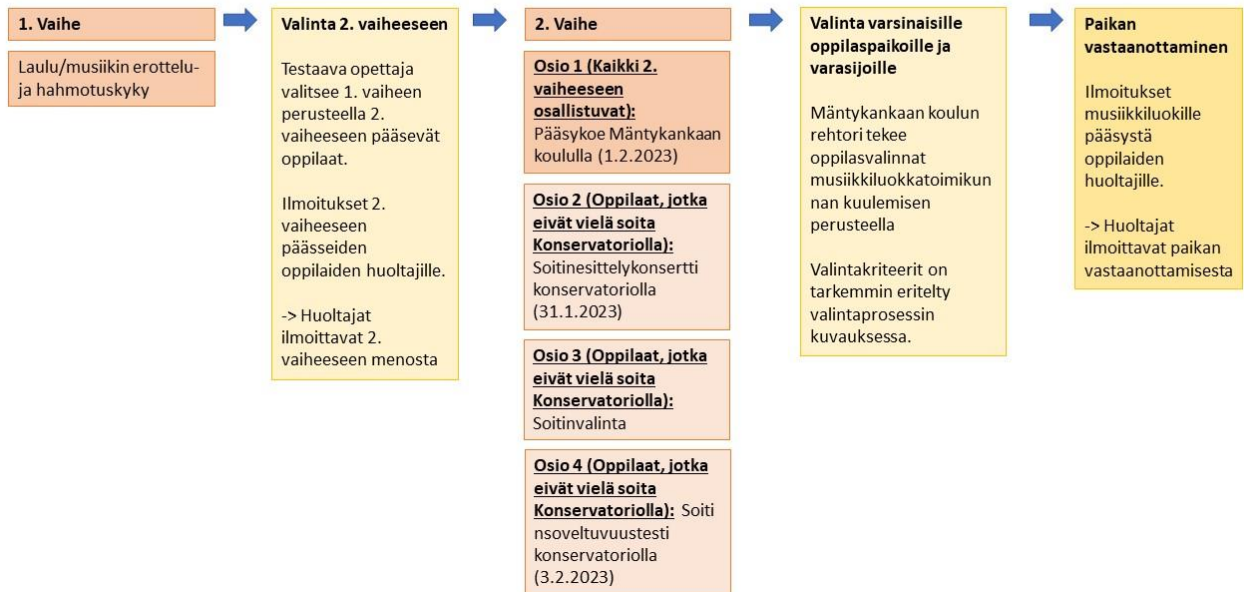 1. Vaihe
Laulu/musiikin erottelu-
ja hahmotuskyky
Valinta 2. vaiheeseen
Testaava opettaja
valitsee 1. vaiheen
perusteella 2.
vaiheeseen pääsevät
oppilaat.
Ilmoitukset 2.
vaiheeseen
päässeiden
oppilaiden huoltajille.
-> Huoltajat
ilmoittavat 2.
vaiheeseen menosta
2. Vaihe
Osio 1 (Kaikki 2.
vaiheeseen
osallistuvat):
Pääsykoe Mäntykankaan
koululla (1.2.2023)
Osio 2 (Oppilaat, jotka
eivät vielä soita
Konservatoriolla):
Soitinesittelykonsertti
konservatoriolla
(31.1.2023)
Osio 3 (Oppilaat, jotka
eivät vielä soita
Konservatoriolla):
Soitinvalinta
Osio 4 (Oppilaat, jotka
eivät vielä soita
Konservatoriolla): Soiti
nsoveltuvuustesti
konservatoriolla
(3.2.2023)
Valinta varsinaisille
oppilaspaikoille ja
varasijoille
Mäntykankaan koulun
rehtori tekee
oppilasvalinnat
musiikkiluokkatoimikun
nan kuulemisen
perusteella
Valintakriteerit on
tarkemmin eritelty
valintaprosessin
kuvauksessa.
Paikan
vastaanottaminen
Ilmoitukset
musiikkiluokille
pääsystä
oppilaiden
huoltajille.
-> Huoltajat
ilmoittavat paikan
vastaanottamisesta